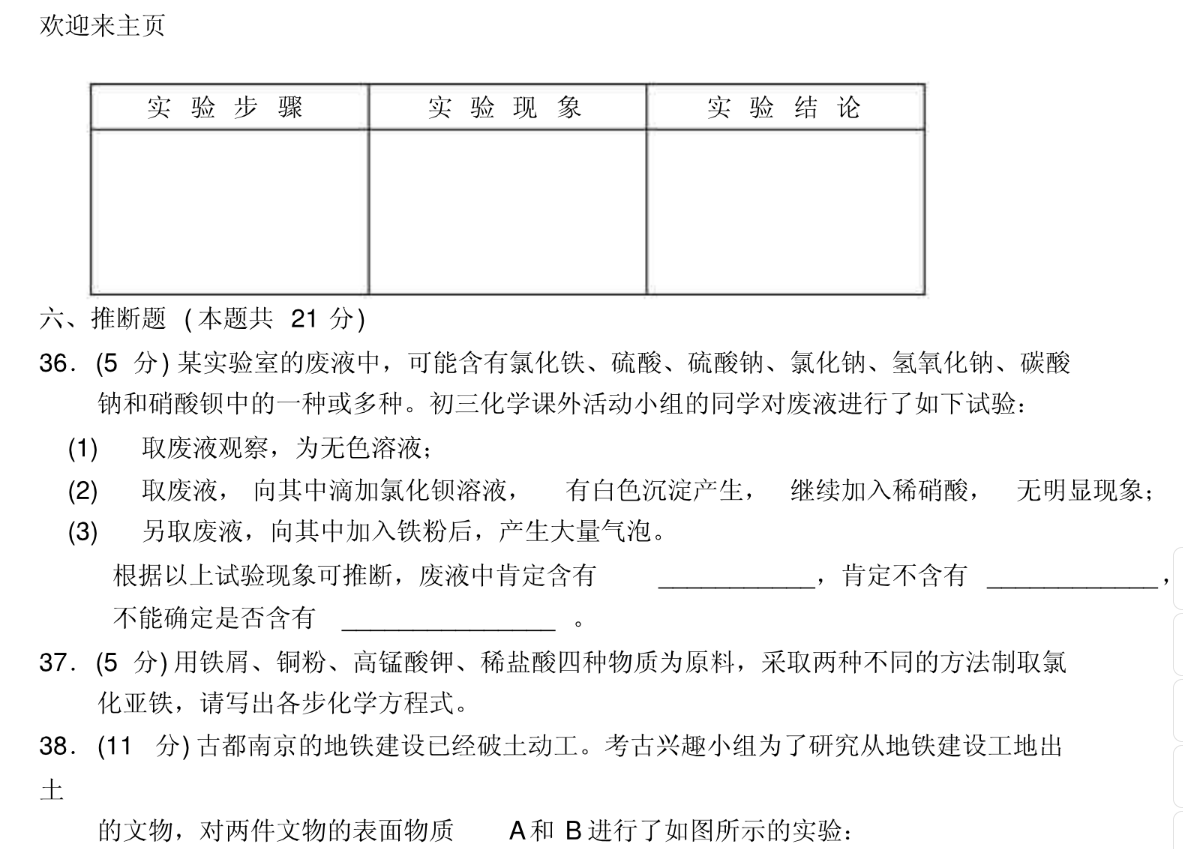 欢迎来主页
实 验 步 骤 实 验 现 象 实 验 结 论
六、推断题 (本题共 21 分)
36．(5 分)某实验室的废液中，可能含有氯化铁、硫酸、硫酸钠、氯化钠、氢氧化钠、碳酸
钠和硝酸钡中的一种或多种。初三化学课外活动小组的同学对废液进行了如下试验：
(1) 取废液观察，为无色溶液；
(2) 取废液， 向其中滴加氯化钡溶液， 有白色沉淀产生， 继续加入稀硝酸， 无明显现象；
(3) 另取废液，向其中加入铁粉后，产生大量气泡。
根据以上试验现象可推断，废液中肯定含有 ____________，肯定不含有 _____________，
不能确定是否含有 ________________ 。
37．(5 分)用铁屑、铜粉、高锰酸钾、稀盐酸四种物质为原料，采取两种不同的方法制取氯
化亚铁，请写出各步化学方程式。
38．(11 分)古都南京的地铁建设已经破土动工。考古兴趣小组为了研究从地铁建设工地出
土
的文物，对两件文物的表面物质 A和 B进行了如图所示的实验：